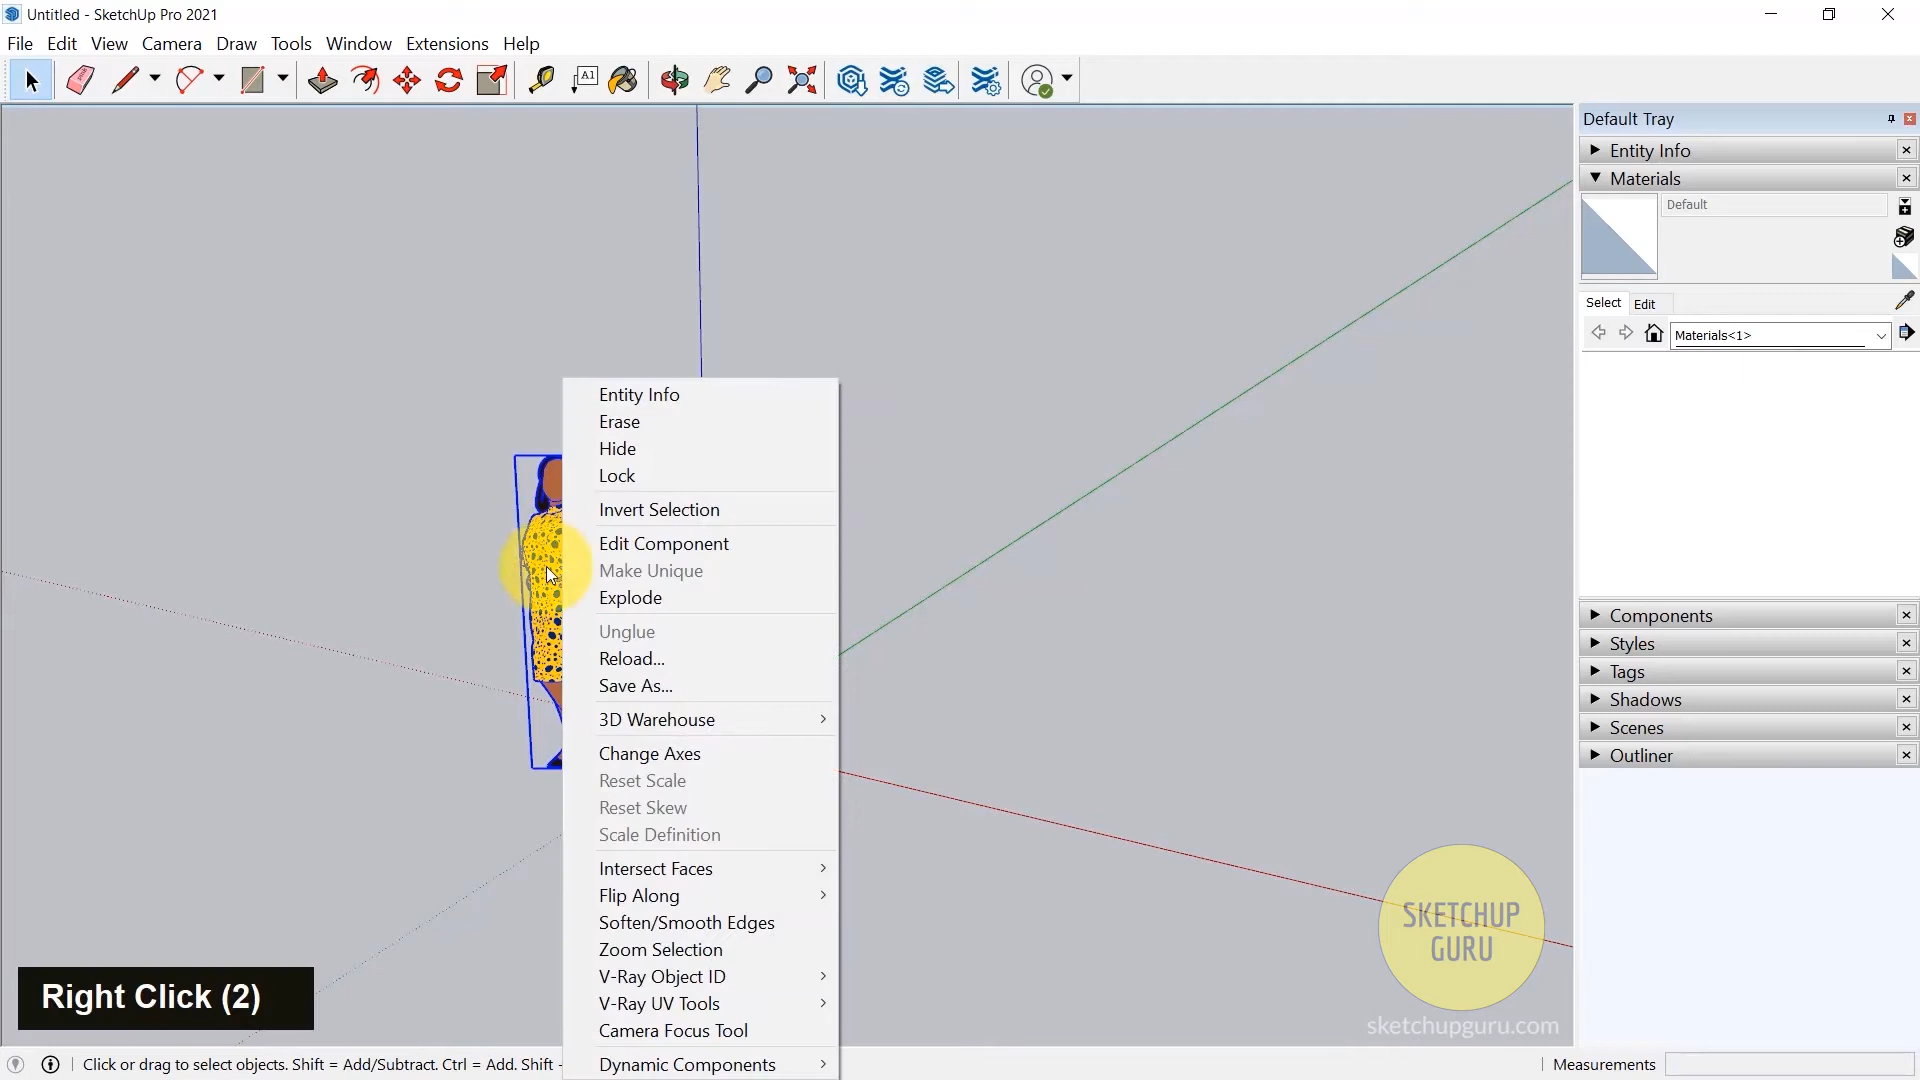 Untitled - SketchUp Pro 2021
File Edit View Camera Draw Tools Window Extensions Help
A1
Default Tray
Entity Info
Materials
Default
Select Edit
Materials<1>
Entity Info
Erase
Hide
Lock
Invert Selection
Edit Component
Make Unique
Explode
Unglue
Reload...
Save As...
3D Warehouse
Change Axes
Reset Scale
Reset Skew
Scale Definition
Intersect Faces
Flip Along
Soften/Smooth Edges
Zoom Selection
V-Ray Object ID
V-Ray UV Tools
Camera Focus Tool
Dynamic Components
Components
Styles
Tags
Shadows
Scenes
Outliner
SKETCHUP
GURU
sketchupguru.com
Right Click (2)
Click or drag to select objects. Shift = Add/Subtract. Ctrl = Add. Shift -
Measurements